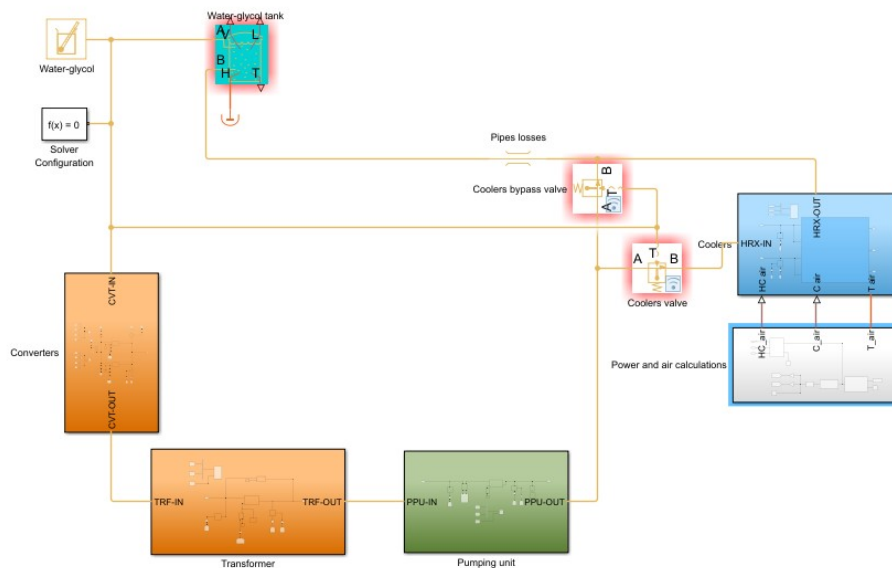 Water-glycol tank
A
V
L
B
H
T
Water-glycol
f(x) = 0
Solver
Configuration
Pipes losses
B
Coolers bypass valve
T
A
T
A
B
Coolers valve
Coolers
HRX-IN
HRX-OUT
HC air
C air
T air
HC_air
C_air
T_air
Power and air calculations
CVT-IN
Converters
CVT-OUT
TRF-IN
TRF-OUT
Transformer
PPU-IN
PPU-OUT
Pumping unit